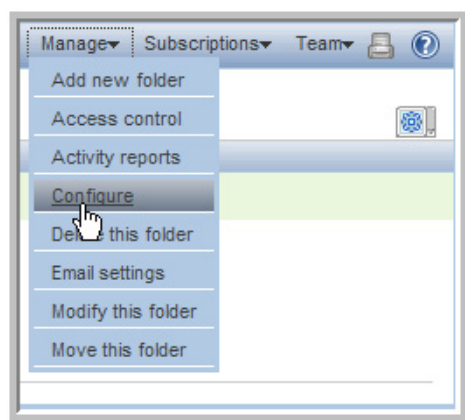 Manage Subscriptions Team ?
Add new folder
Access control
Activity reports
Configure
Delete this folder
Email settings
Modify this folder
Move this folder